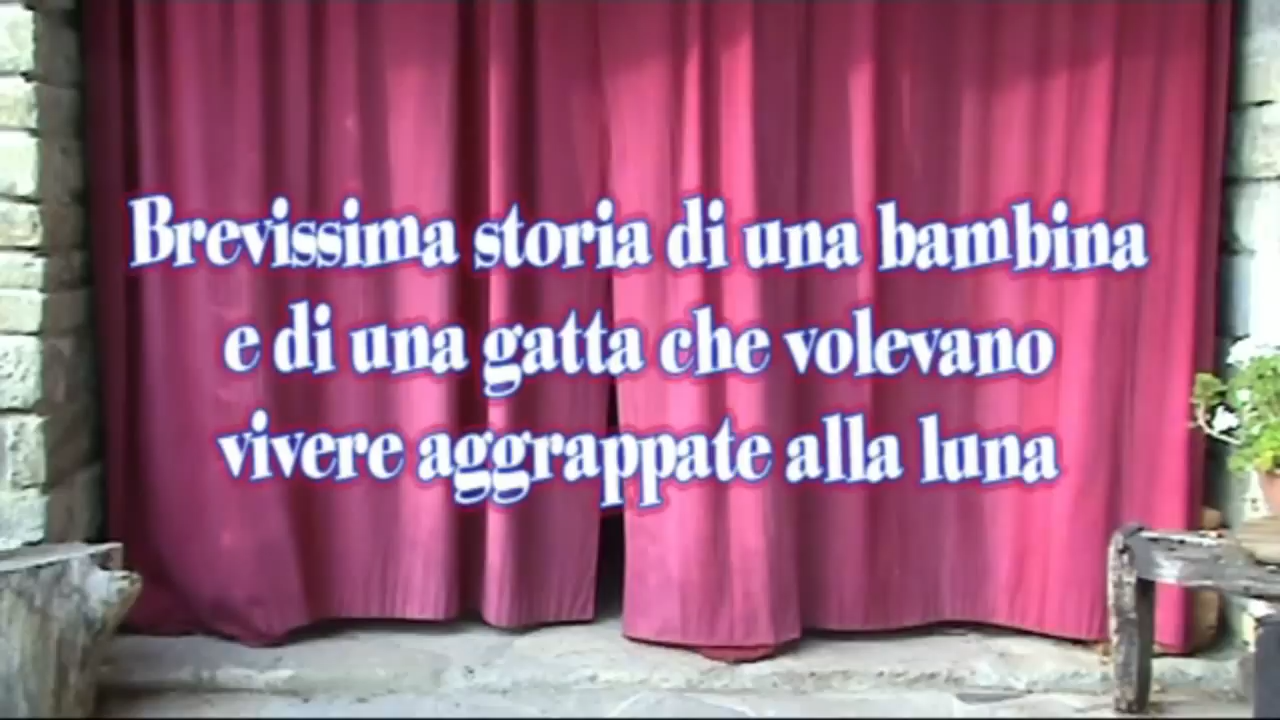 Brevissima storia di una bambina
e di una gatta che volevano
vivere aggrappate alla luna